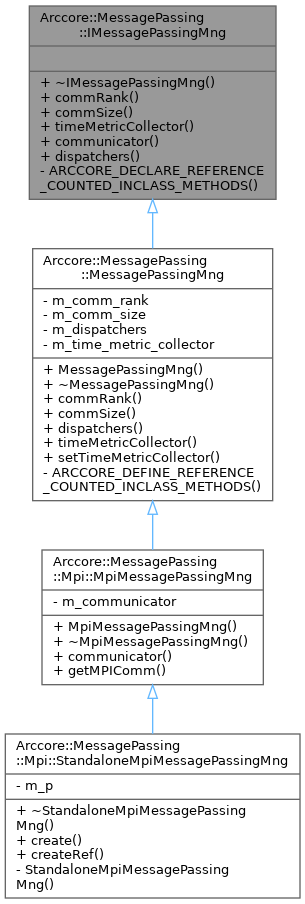 Arccore::MessagePassing
::IMessagePassingMng
+ ~IMessagePassingMng()
+ commRank()
+ commSize()
+ timeMetricCollector()
+ communicator()
+ dispatchers()
- ARCCORE_DECLARE_REFERENCE
_COUNTED_INCLASS_METHODS()
Arccore::MessagePassing
::MessagePassingMng
- m_comm_rank
- m_comm_size
- m_dispatchers
- m_time_metric_collector
+ MessagePassingMng()
+ ~MessagePassingMng()
+ commRank()
+ commSize()
+ dispatchers()
+ timeMetricCollector()
+ setTimeMetricCollector()
- ARCCORE_DEFINE_REFERENCE
_COUNTED_INCLASS_METHODS()
Arccore::MessagePassing
::Mpi::MpiMessagePassingMng
- m_communicator
+ MpiMessagePassingMng()
+ ~MpiMessagePassingMng()
+ communicator()
+ getMPIComm()
Arccore::MessagePassing
::Mpi::StandaloneMpiMessagePassingMng
- m_p
+ ~StandaloneMpiMessagePassing
Mng()
+ create()
+ createRef()
- StandaloneMpiMessagePassing
Mng()